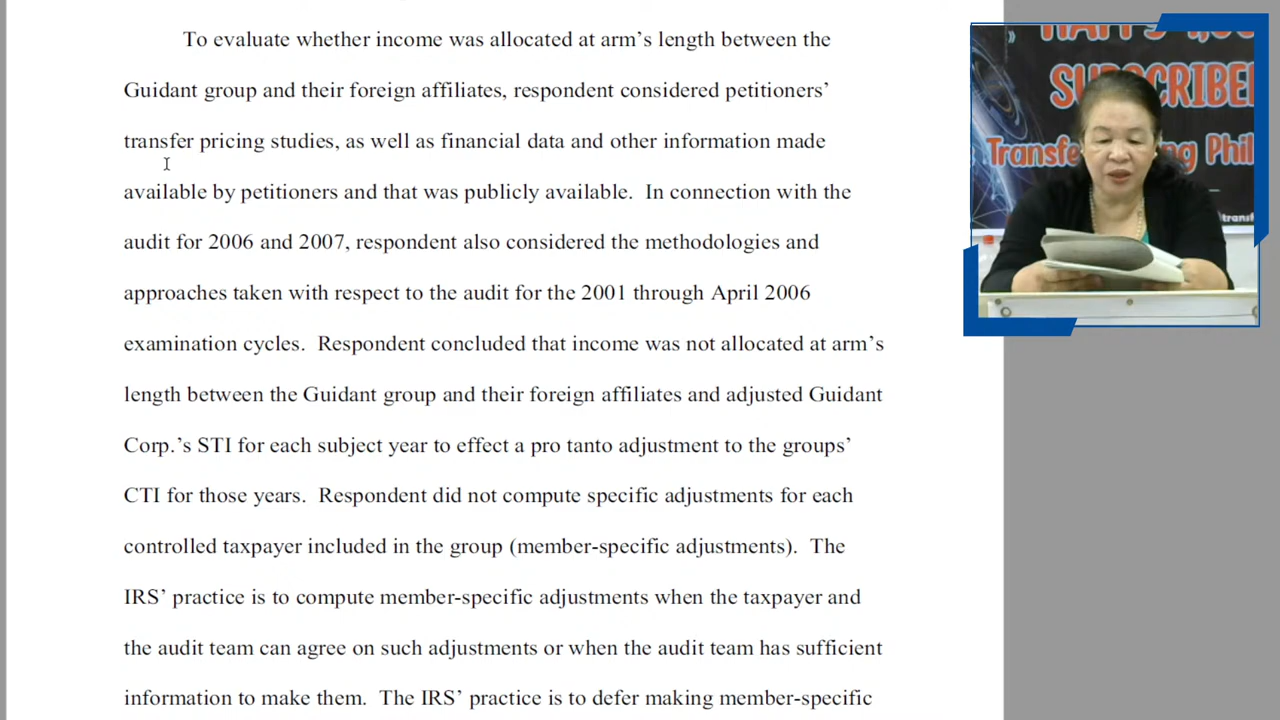 To evaluate whether income was allocated at arm’s length between the
Guidant group and their foreign affiliates, respondent considered petitioners’
transfer pricing studies, as well as financial data and other information made
available by petitioners and that was publicly available.  In connection with the
audit for 2006 and 2007, respondent also considered the methodologies and
approaches taken with respect to the audit for the 2001 through April 2006
examination cycles.  Respondent concluded that income was not allocated at arm’s
length between the Guidant group and their foreign affiliates and adjusted Guidant
Corp.’s STI for each subject year to effect a pro tanto adjustment to the groups’
CTI for those years.  Respondent did not compute specific adjustments for each
controlled taxpayer included in the group (member-specific adjustments).  The
IRS’ practice is to compute member-specific adjustments when the taxpayer and
the audit team can agree on such adjustments or when the audit team has sufficient
information to make them.  The IRS’ practice is to defer making member-specific